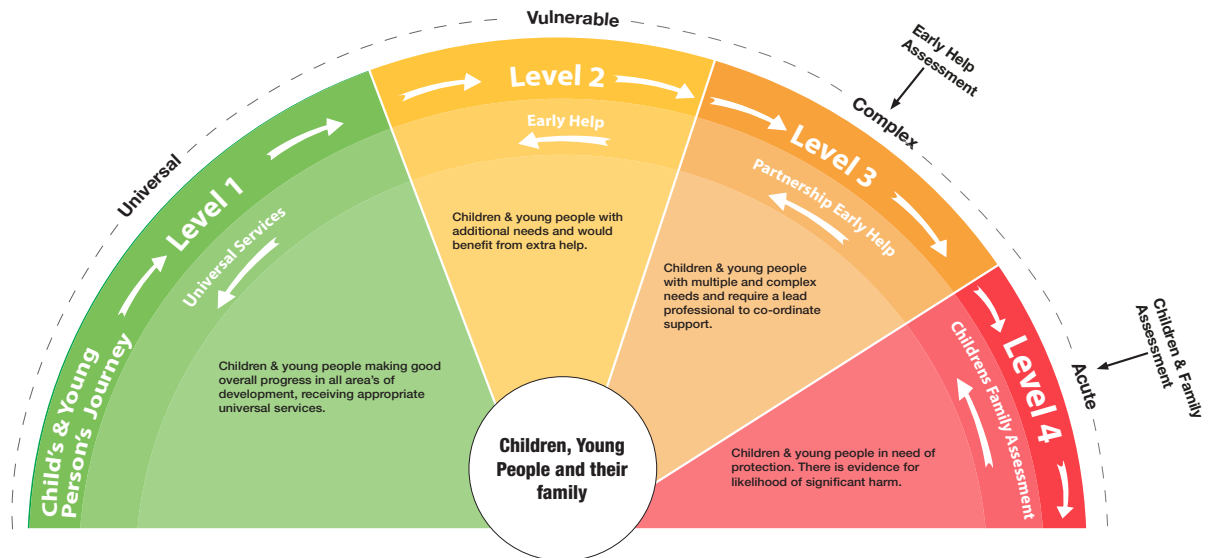 Universal
Vulnerable
Complex
Acute
Early Help
Assessment
Children & Family
Assessment
Child's & Young
Person's Journey
Level 1
Universal Services
Children & young people making good
overall progress in all area's of
development, receiving appropriate
universal services.
Level 2
Early Help
Children & young people with
additional needs and would
benefit from extra help.
Level 3
Partnership Early Help
Children & young people
with multiple and complex
needs and require a lead
professional to co-ordinate
support.
Level 4
Childrens Family Assessment
Children & young people in need of
protection. There is evidence for
likelihood of significant harm.
Children, Young
People and their
family